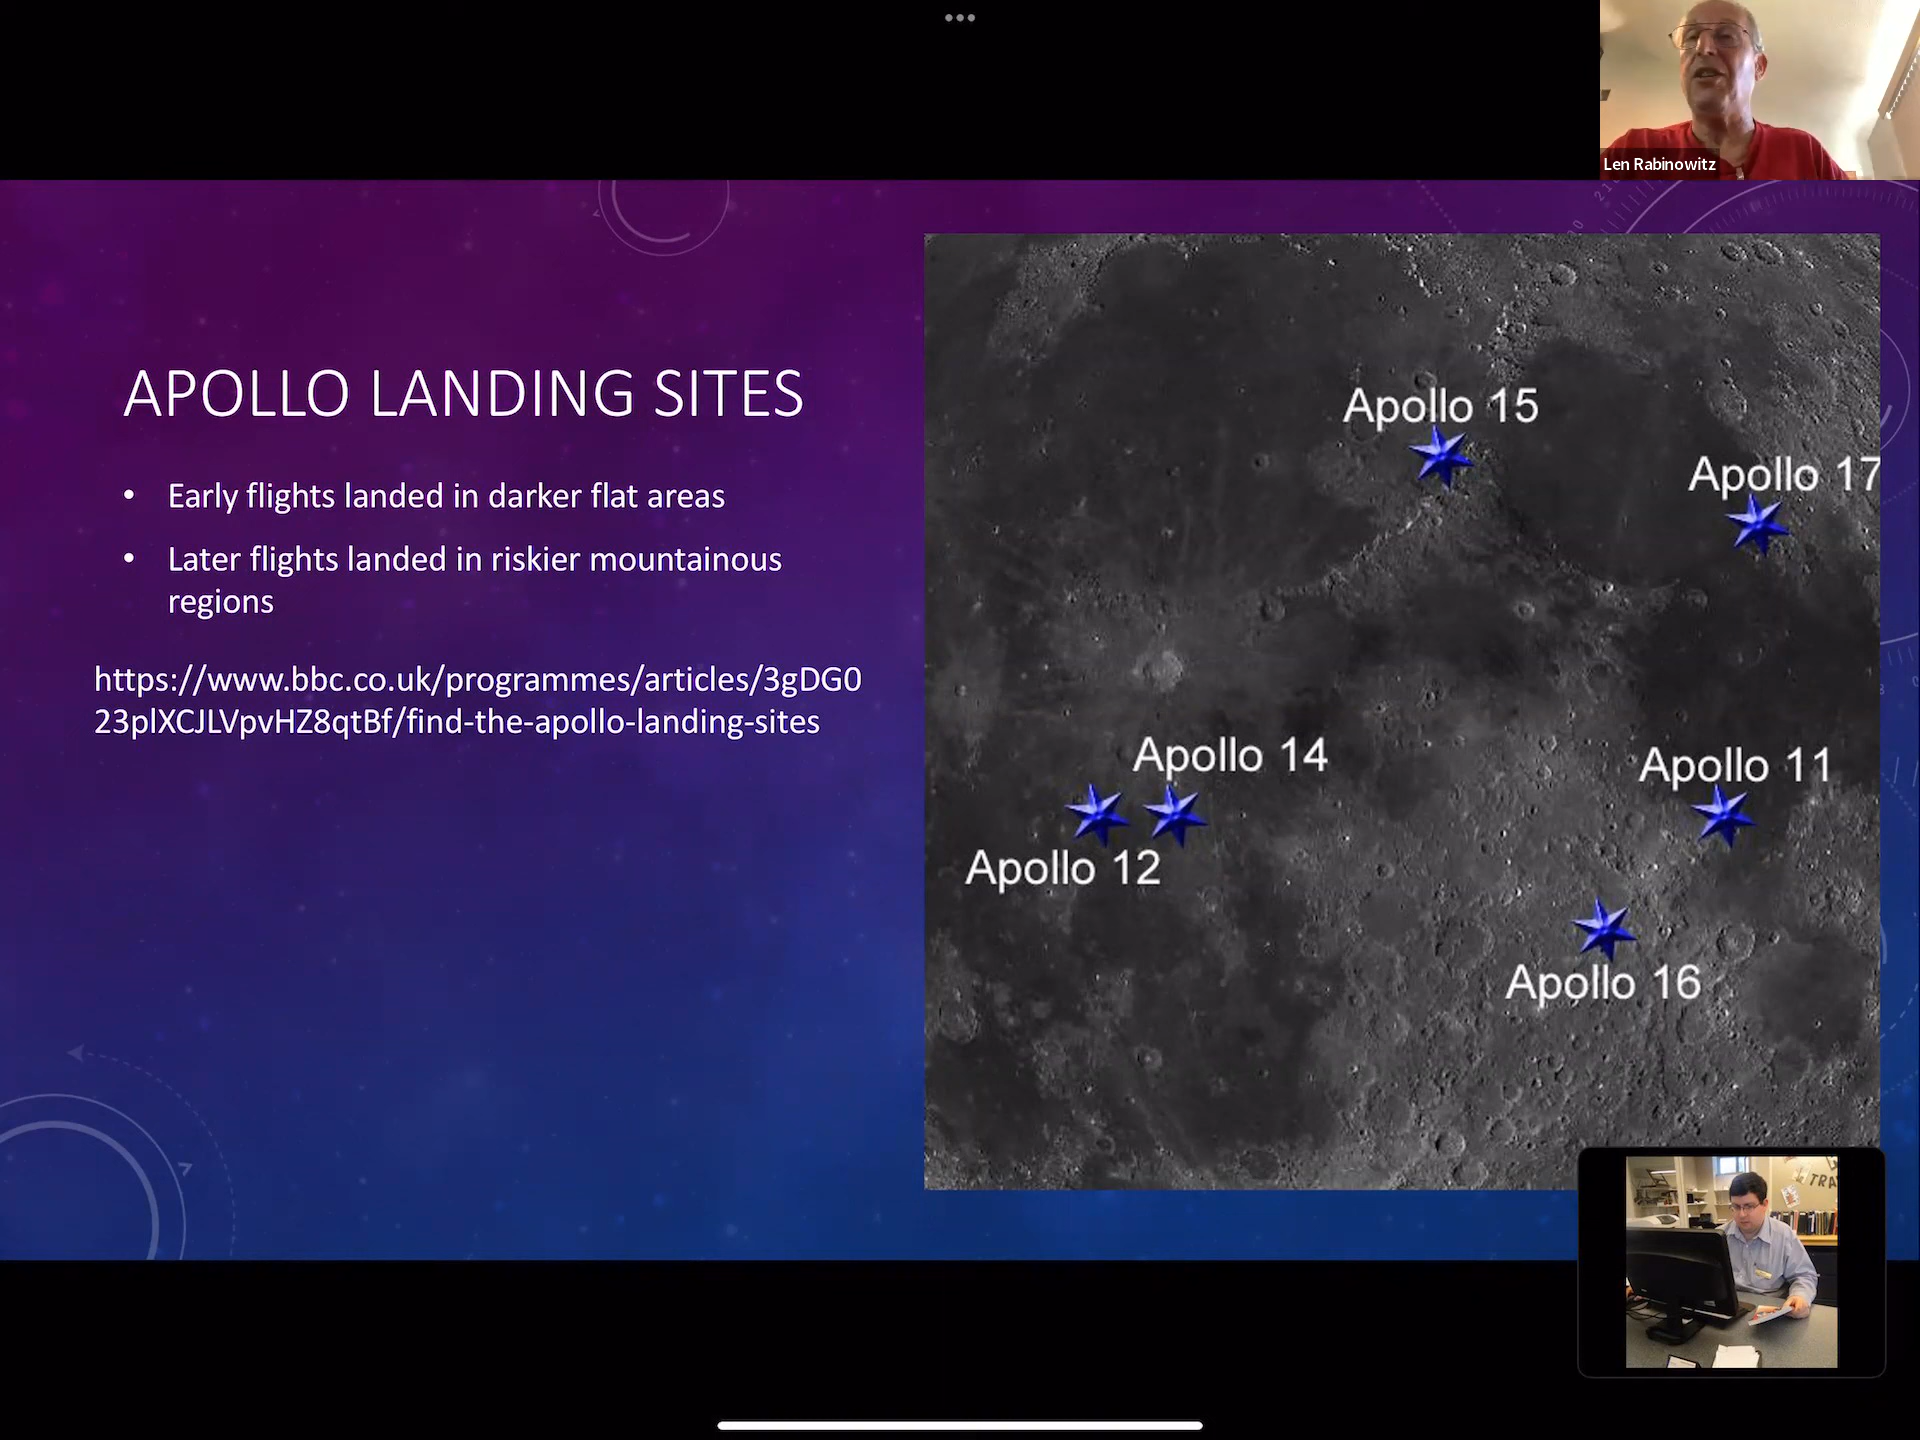 Len Rabinowitz
APOLLO LANDING SITES
• Early flights landed in darker flat areas
• Later flights landed in riskier mountainous
regions
https://www.bbc.co.uk/programmes/articles/3gDG0
23plXCJLVpvHZ8qtBf/find-the-apollo-landing-sites
Apollo 15
Apollo 17
Apollo 14
Apollo 11
Apollo 12
Apollo 16